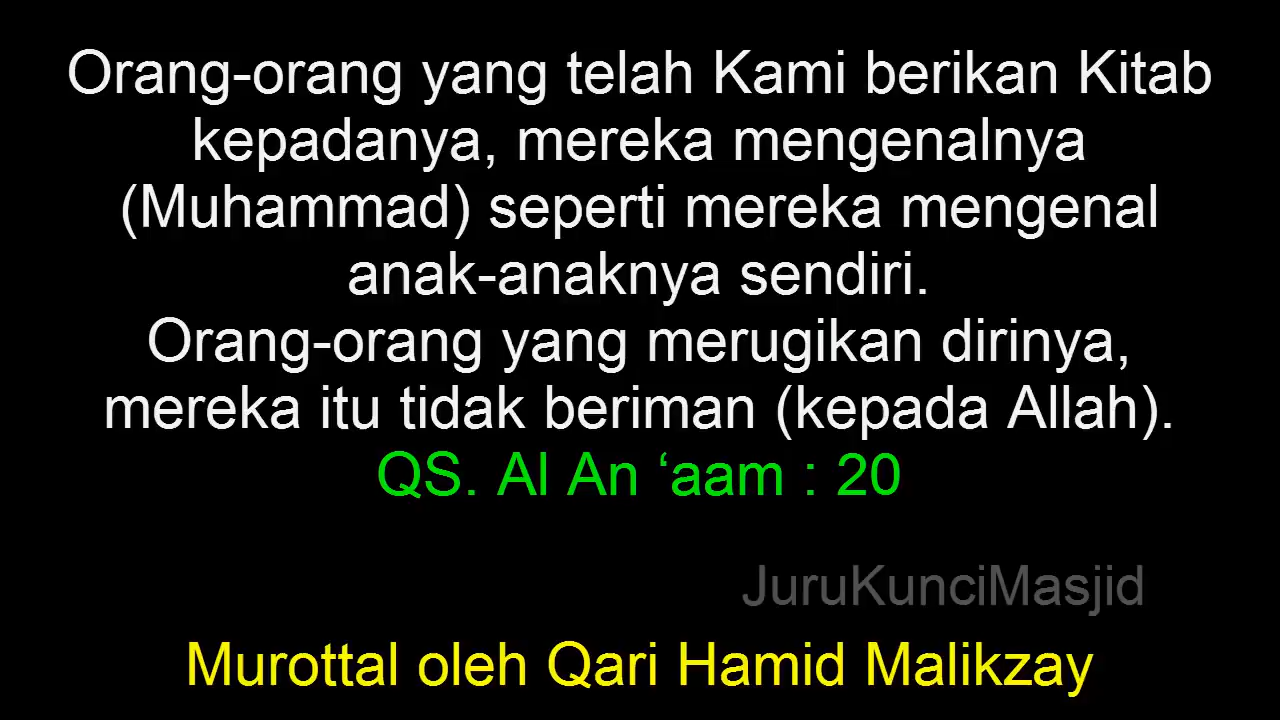 Orang-orang yang telah Kami berikan Kitab
kepadanya, mereka mengenalnya
(Muhammad) seperti mereka mengenal
anak-anaknya sendiri.
Orang-orang yang merugikan dirinya,
mereka itu tidak beriman (kepada Allah).
QS. Al An ‘aam : 20
JuruKunciMasjid
Murottal oleh Qari Hamid Malikzay